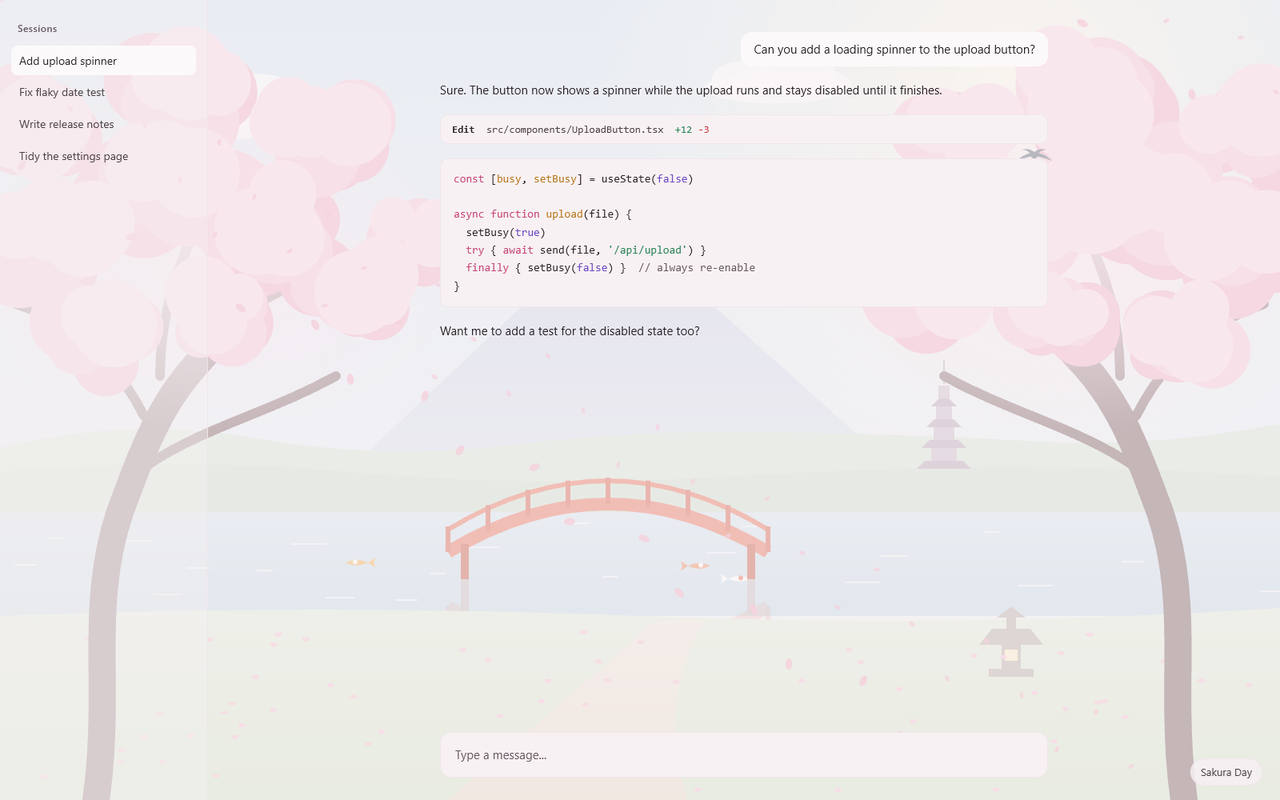 Sessions
Add upload spinner
Fix flaky date test
Write release notes
Tidy the settings page
Can you add a loading spinner to the upload button?
Sure. The button now shows a spinner while the upload runs and stays disabled until it finishes.
Edit src/components/UploadButton.tsx +12 -3
const [busy, setBusy] = useState(false)
async function upload(file) {
  setBusy(true)
  try { await send(file, '/api/upload') }
  finally { setBusy(false) }  // always re-enable
}
Want me to add a test for the disabled state too?
Type a message...
Sakura Day